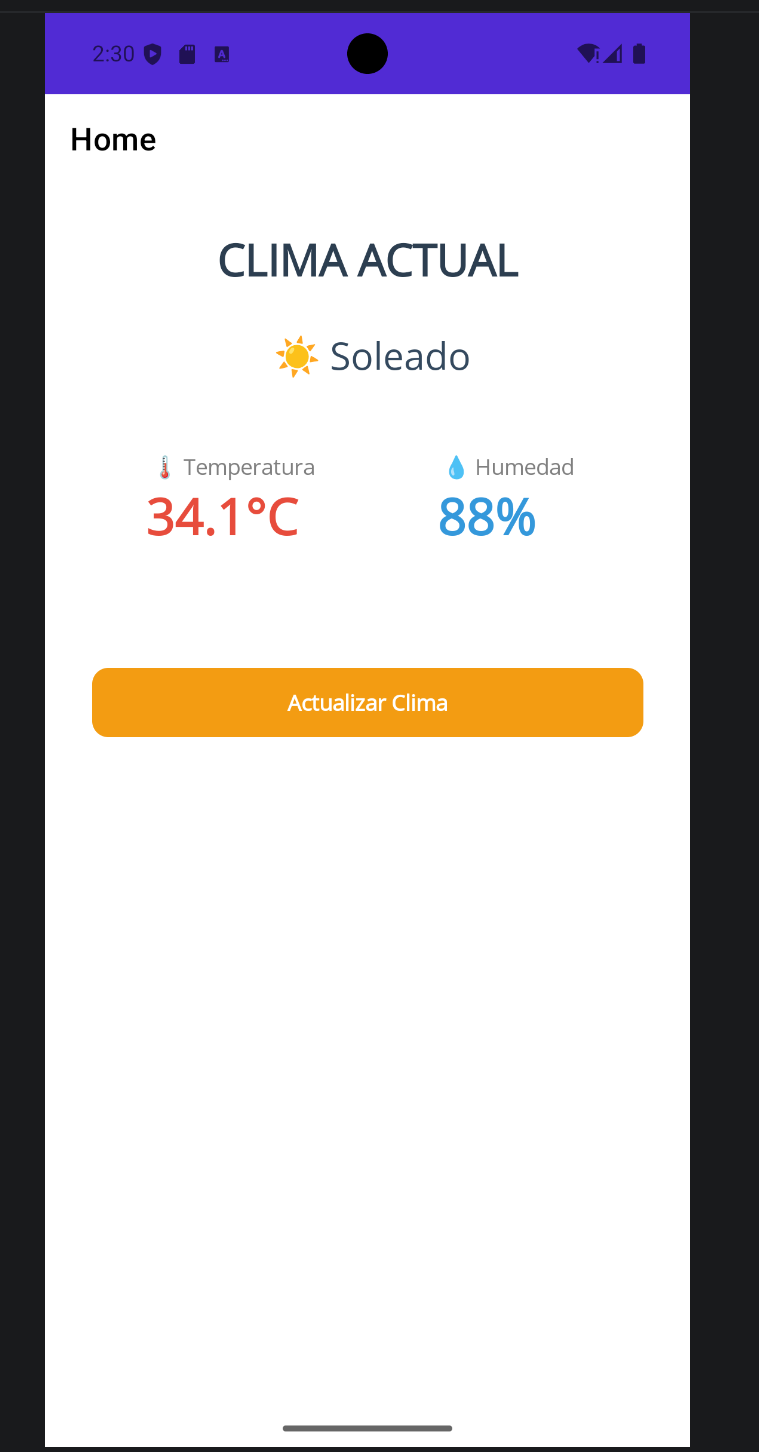 2:30
Home
CLIMA ACTUAL
☀️ Soleado
🌡️ Temperatura 💧 Humedad
34.1°C 88%
Actualizar Clima